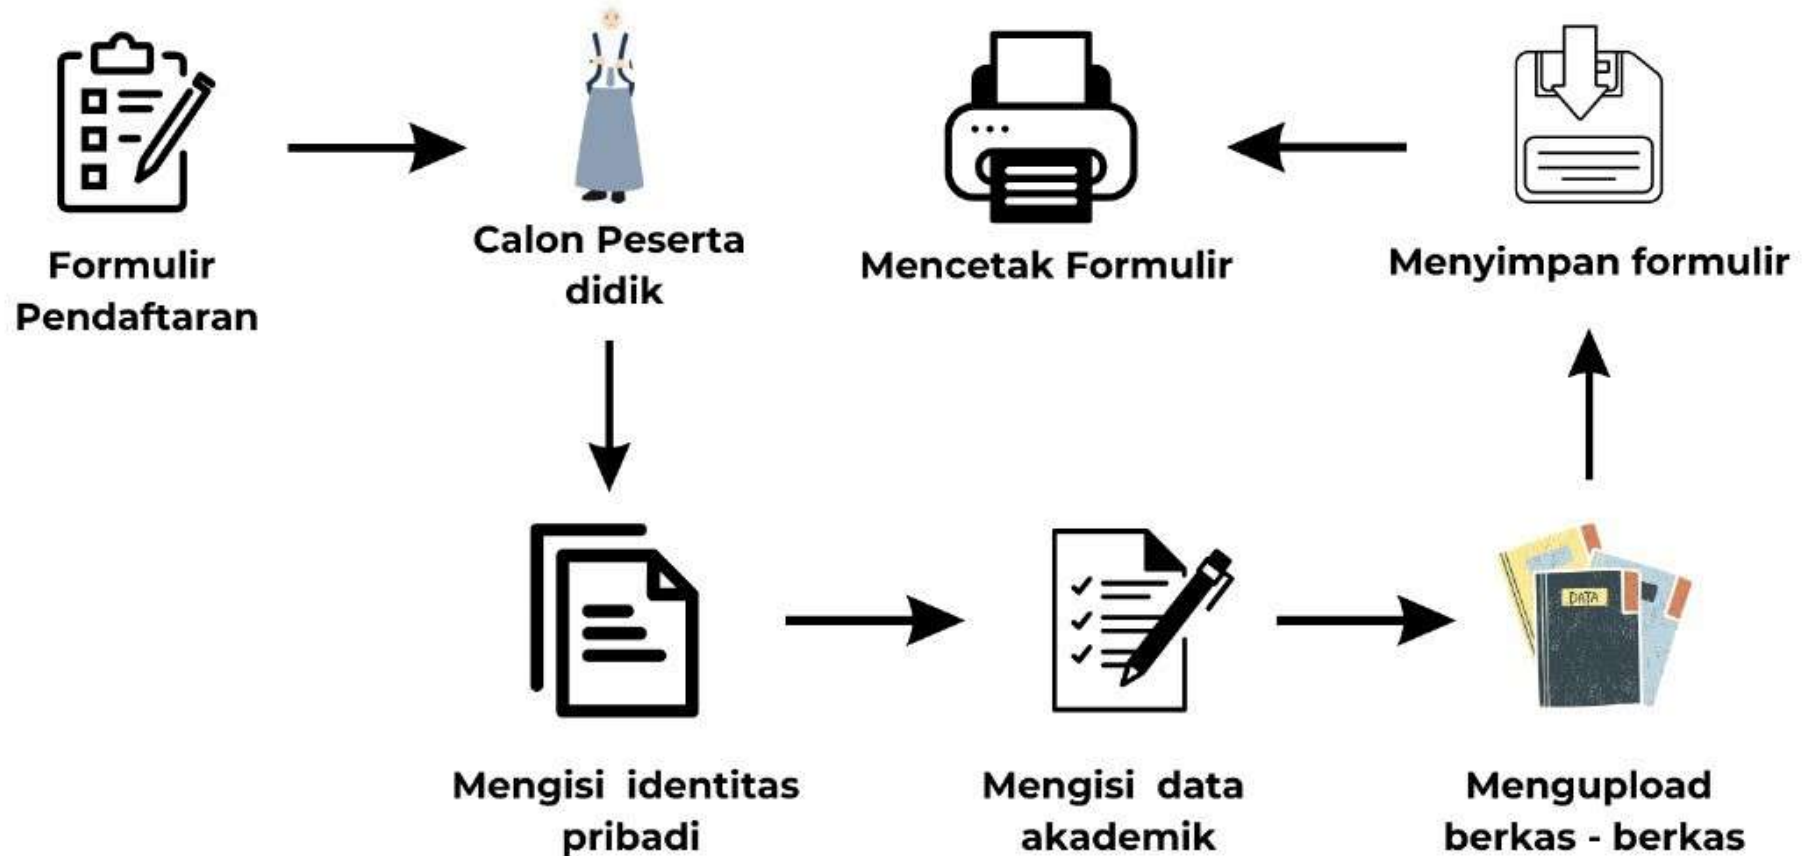 Formulir
Pendaftaran
Calon Peserta
didik
Mencetak Formulir
Menyimpan formulir
DATA
Mengisi identitas
pribadi
Mengisi data
akademik
Mengupload
berkas - berkas